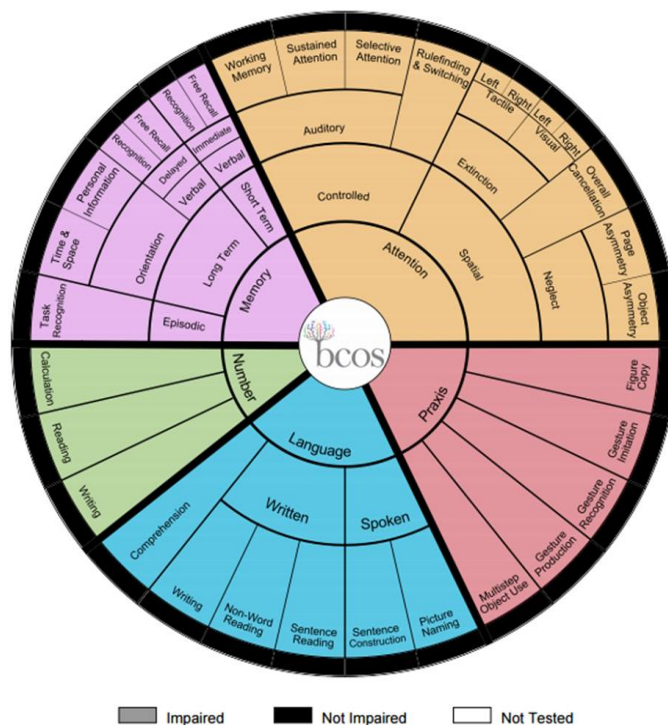 Working
Memory
Sustained
Attention
Selective
Attention
Rulefinding
& Switching
Left
Right
Tactile
Left
Right
Visual
Overall
Cancellation
Page
Asymmetry
Object
Asymmetry
Auditory
Extinction
Neglect
Controlled
Spatial
Attention
Free Recall
Recognition
Free Recall
Recognition
Immediate
Delayed
Verbal
Verbal
Personal
Information
Time &
Space
Task
Recognition
Orientation
Short Term
Long Term
Episodic
Memory
bcos
Number
Calculation
Reading
Writing
Language
Written
Spoken
Comprehension
Writing
Non-Word
Reading
Sentence
Reading
Sentence
Construction
Picture
Naming
Praxis
Figure
Copy
Gesture
Imitation
Gesture
Recognition
Gesture
Production
Multistep
Object Use
Impaired
Not Impaired
Not Tested